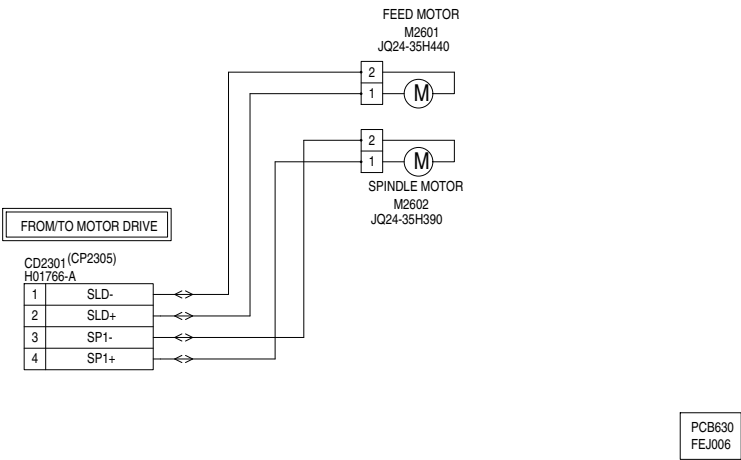 FEED MOTOR
M2601
JQ24-35H440
2
1
M
2
1
M
SPINDLE MOTOR
M2602
JQ24-35H390
FROM/TO MOTOR DRIVE
CD2301 (CP2305)
H01766-A
1 SLD-
2 SLD+
3 SP1-
4 SP1+
PCB630
FEJ006